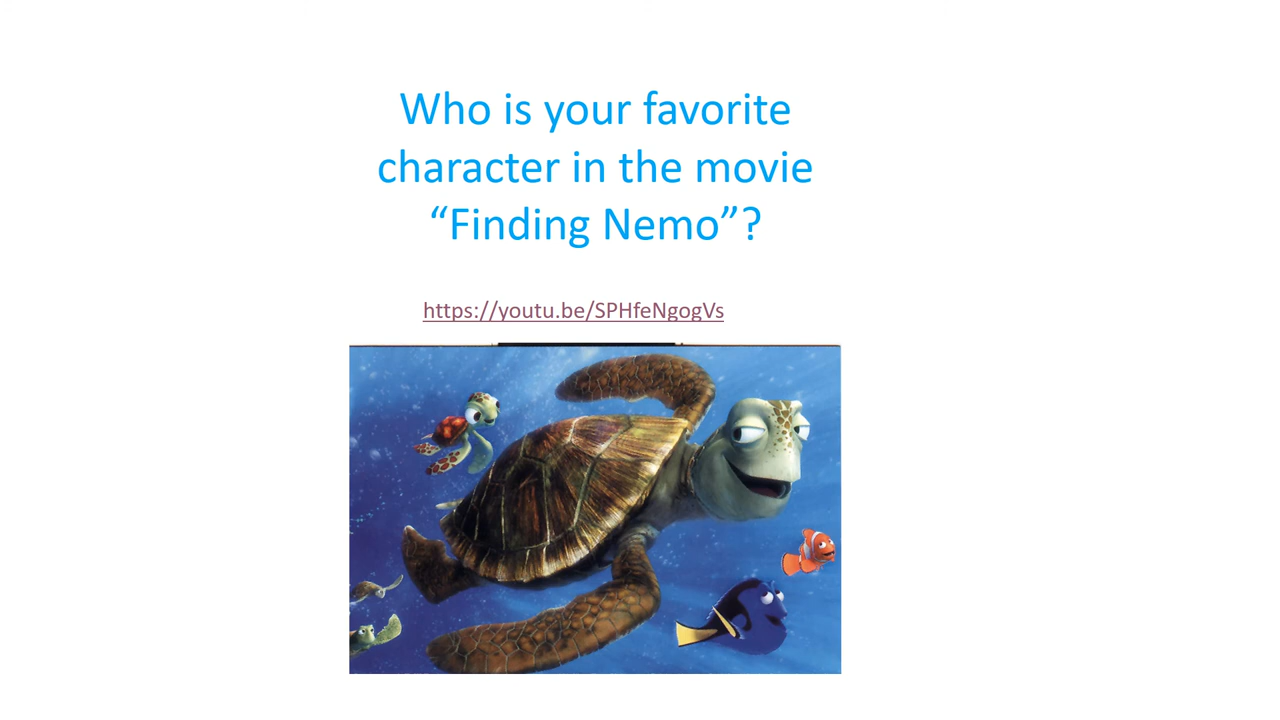 Who is your favorite
character in the movie
“Finding Nemo”?
https://youtu.be/SPHfeNgogVs